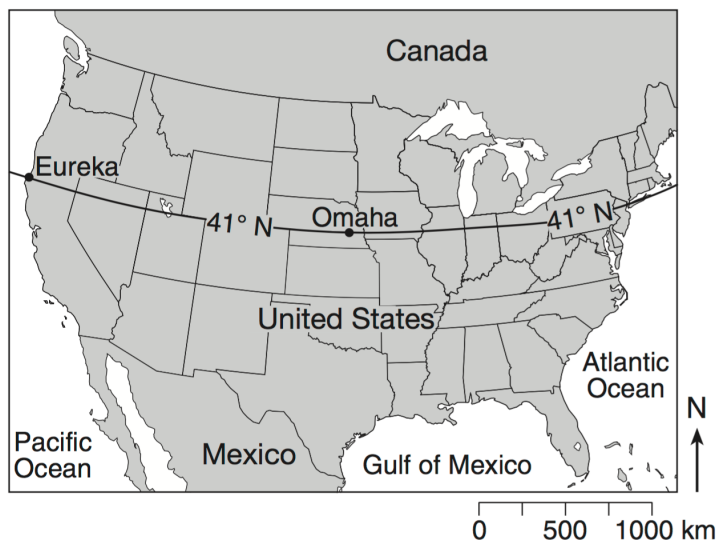 Canada
Eureka
41° N
Omaha
41° N
United States
Atlantic
Ocean
N
Pacific
Ocean
Mexico
Gulf of Mexico
0 500 1000 km